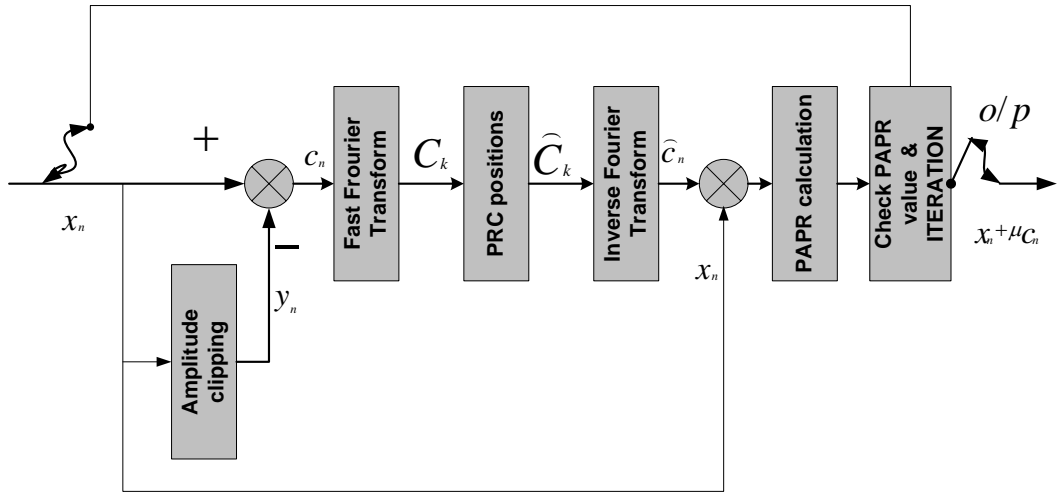 +
x_n
Amplitude
clipping
y_n
−
c_n
Fast Frourier
Transform
C_k
PRC positions
Ĉ_k
Inverse Fourier
Transform
ĉ_n
x_n
PAPR calculation
Check PAPR
value &
ITERATION
o/p
x_n+μc_n